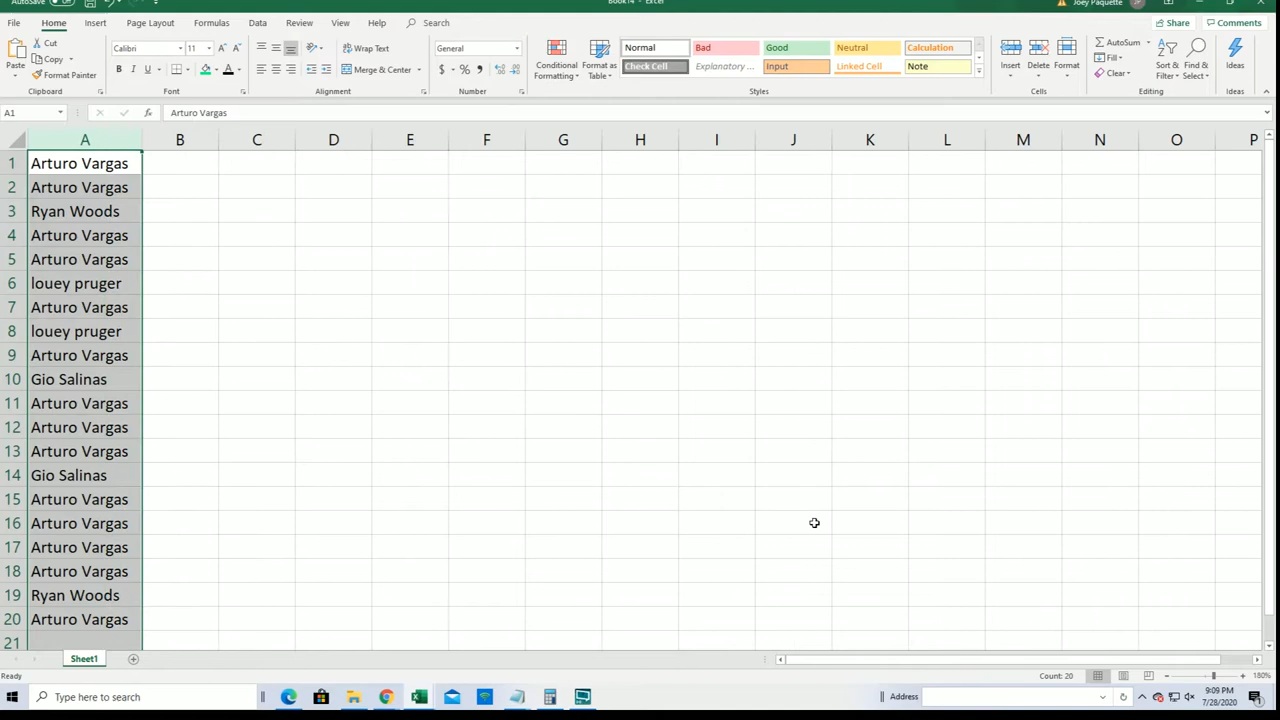 AutoSave Off Book14 - Excel Joey Paquette JP
File Home Insert Page Layout Formulas Data Review View Help Search Share Comments
Paste Cut Copy Format Painter Clipboard
Calibri 11 A A B I U A Font
Wrap Text Merge & Center Alignment
General $ % Number
Conditional Formatting Format as Table
Normal Bad Good Neutral Calculation
Check Cell Explanatory ... Input Linked Cell Note
Styles
Insert Delete Format Cells
AutoSum Fill Clear Sort & Filter Find & Select Editing
Ideas Ideas
A1 fx Arturo Vargas
A B C D E F G H I J K L M N O P
1 Arturo Vargas
2 Arturo Vargas
3 Ryan Woods
4 Arturo Vargas
5 Arturo Vargas
6 louey pruger
7 Arturo Vargas
8 louey pruger
9 Arturo Vargas
10 Gio Salinas
11 Arturo Vargas
12 Arturo Vargas
13 Arturo Vargas
14 Gio Salinas
15 Arturo Vargas
16 Arturo Vargas
17 Arturo Vargas
18 Arturo Vargas
19 Ryan Woods
20 Arturo Vargas
21
Sheet1
Ready Count: 20 180%
Type here to search Address 9:09 PM
7/28/2020